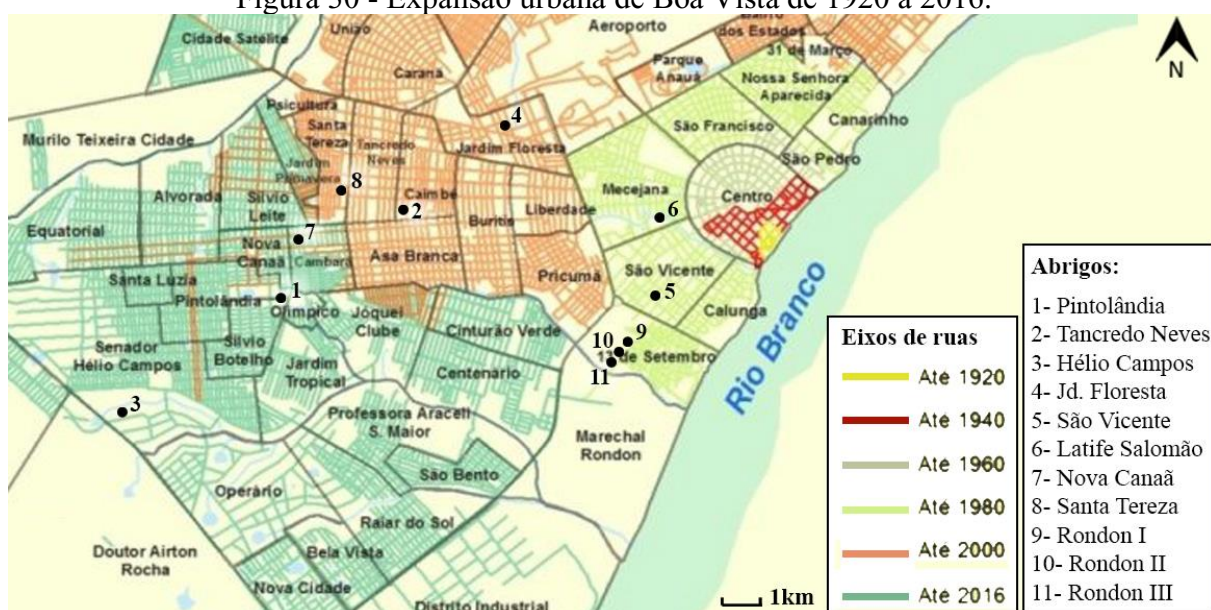 Figura 30 - Expansão urbana de Boa Vista de 1920 a 2016.
Cidade Satélite
União
Aeroporto
dos Estados
31 de Março
Caraná
Parque
Anauá
Nossa Senhora
Aparecida
N
Psicultura
4
Canarinho
Murilo Teixeira Cidade
Santa
Tereza
Tancredo
Neves
Jardim Floresta
São Francisco
São Pedro
Jardim
Primavera
8
Alvorada
Silvio
Leite
Caimbé
2
Mecejana
Centro
6
Buritis
Liberdade
Equatorial
7
Nova
Canaã
Cambará
Asa Branca
Santa Luzia
Pricumã
São Vicente
5
Pintolândia
1
Olímpico
Jóquei
Clube
Cinturão Verde
Calunga
Rio Branco
Senador
Hélio Campos
Silvio
Botelho
Jardim
Tropical
Centenário
9
10
13 de Setembro
11
3
Professora Araceli
S. Maior
Marechal
Rondon
São Bento
Operário
Raiar do Sol
Doutor Airton
Rocha
Bela Vista
Nova Cidade
Distrito Industrial
1km
Eixos de ruas
Até 1920
Até 1940
Até 1960
Até 1980
Até 2000
Até 2016
Abrigos:
1- Pintolândia
2- Tancredo Neves
3- Hélio Campos
4- Jd. Floresta
5- São Vicente
6- Latife Salomão
7- Nova Canaã
8- Santa Tereza
9- Rondon I
10- Rondon II
11- Rondon III